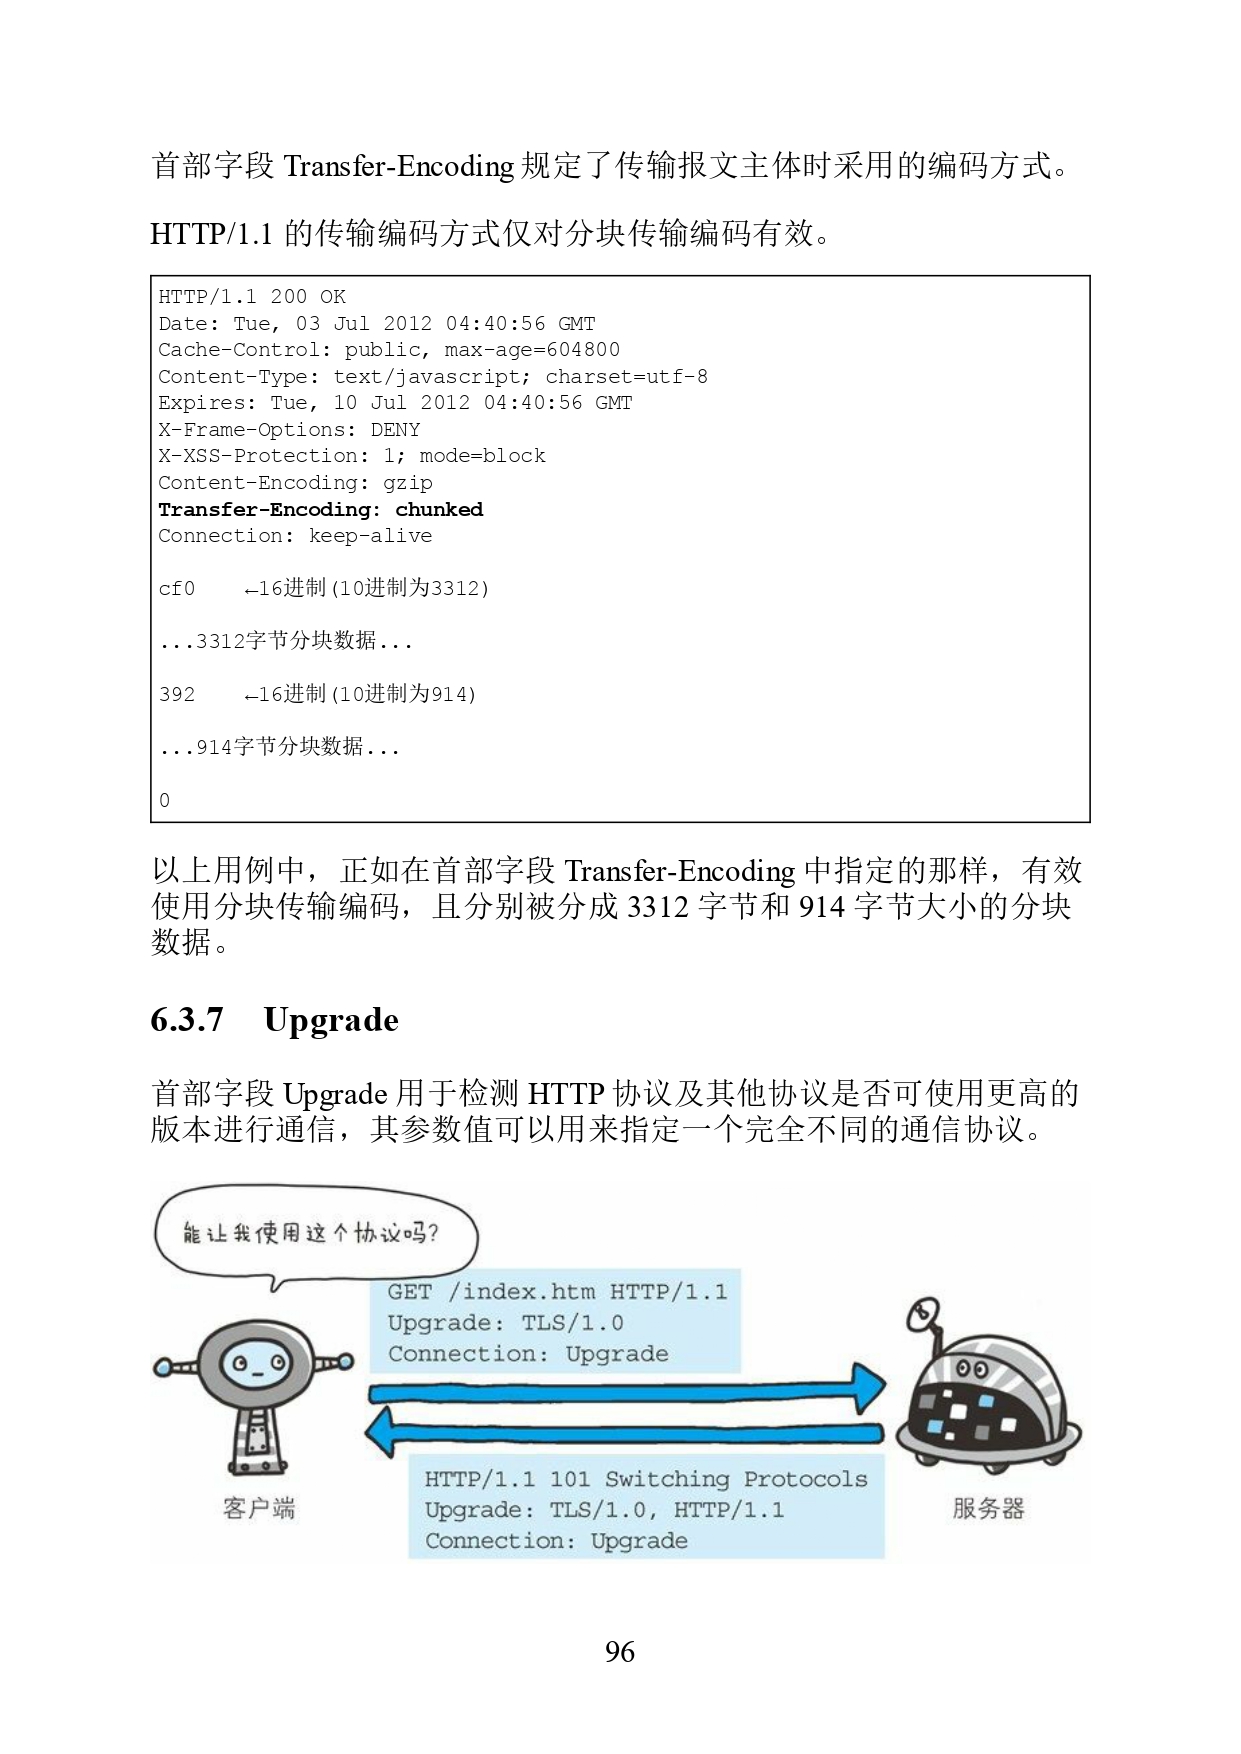 首部字段 Transfer-Encoding 规定了传输报文主体时采用的编码方式。
HTTP/1.1 的传输编码方式仅对分块传输编码有效。
HTTP/1.1 200 OK
Date: Tue, 03 Jul 2012 04:40:56 GMT
Cache-Control: public, max-age=604800
Content-Type: text/javascript; charset=utf-8
Expires: Tue, 10 Jul 2012 04:40:56 GMT
X-Frame-Options: DENY
X-XSS-Protection: 1; mode=block
Content-Encoding: gzip
Transfer-Encoding: chunked
Connection: keep-alive
cf0    ←16进制(10进制为3312)
...3312字节分块数据...
392    ←16进制(10进制为914)
...914字节分块数据...
0
以上用例中，正如在首部字段 Transfer-Encoding 中指定的那样，有效
使用分块传输编码，且分别被分成 3312 字节和 914 字节大小的分块
数据。
6.3.7 Upgrade
首部字段 Upgrade 用于检测 HTTP 协议及其他协议是否可使用更高的
版本进行通信，其参数值可以用来指定一个完全不同的通信协议。
能让我使用这个协议吗?
GET /index.htm HTTP/1.1
Upgrade: TLS/1.0
Connection: Upgrade
HTTP/1.1 101 Switching Protocols
Upgrade: TLS/1.0, HTTP/1.1
Connection: Upgrade
客户端
服务器
96